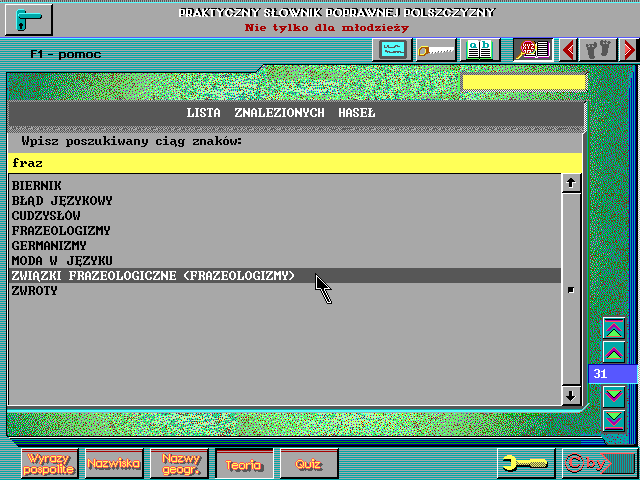 PRAKTYCZNY SŁOWNIK POPRAWNEJ POLSZCZYZNY
Nie tylko dla młodzieży
F1 - pomoc
a b
LISTA ZNALEZIONYCH HASEŁ
Wpisz poszukiwany ciąg znaków:
fraz
BIERNIK
BŁĄD JĘZYKOWY
CUDZYSŁÓW
FRAZEOLOGIZMY
GERMANIZMY
MODA W JĘZYKU
ZWIĄZKI FRAZEOLOGICZNE (FRAZEOLOGIZMY)
ZWROTY
31
Wyrazy pospolite
Nazwiska
Nazwy geogr.
Teoria
Quiz
© by